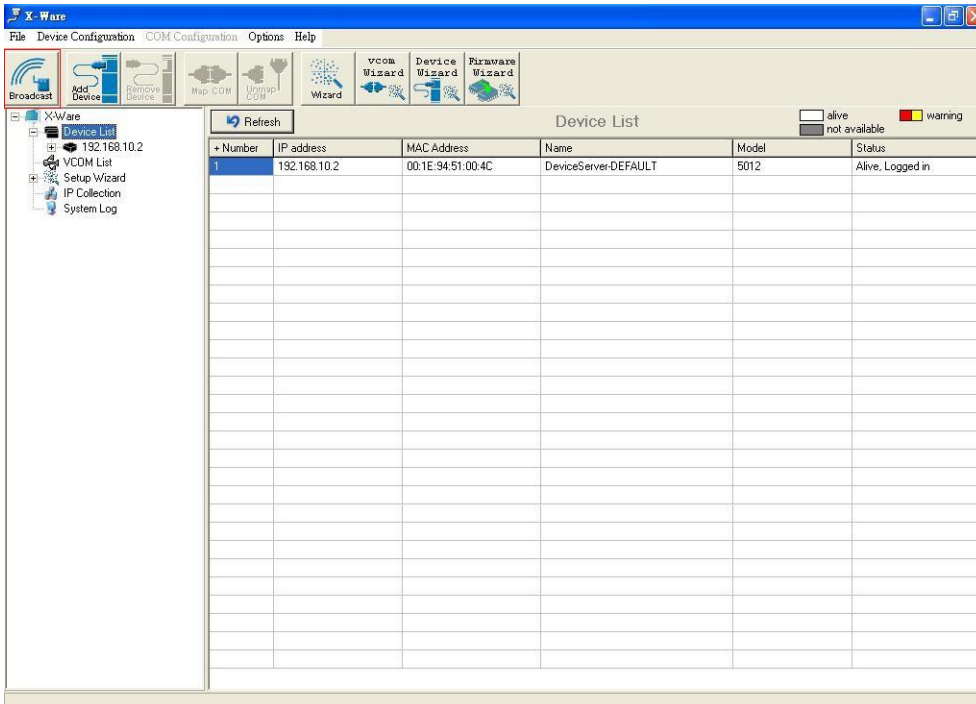 X-Ware
File Device Configuration COM Configuration Options Help
Broadcast
Add Device
Remove Device
Map COM
Unmap COM
Wizard
vcom Wizard
Device Wizard
Firmware Wizard
X-Ware
Device List
192.168.10.2
VCOM List
Setup Wizard
IP Collection
System Log
Refresh
Device List
alive
warning
not available
+ Number IP address MAC Address Name Model Status
1 192.168.10.2 00:1E:94:51:00:4C DeviceServer-DEFAULT 5012 Alive, Logged in